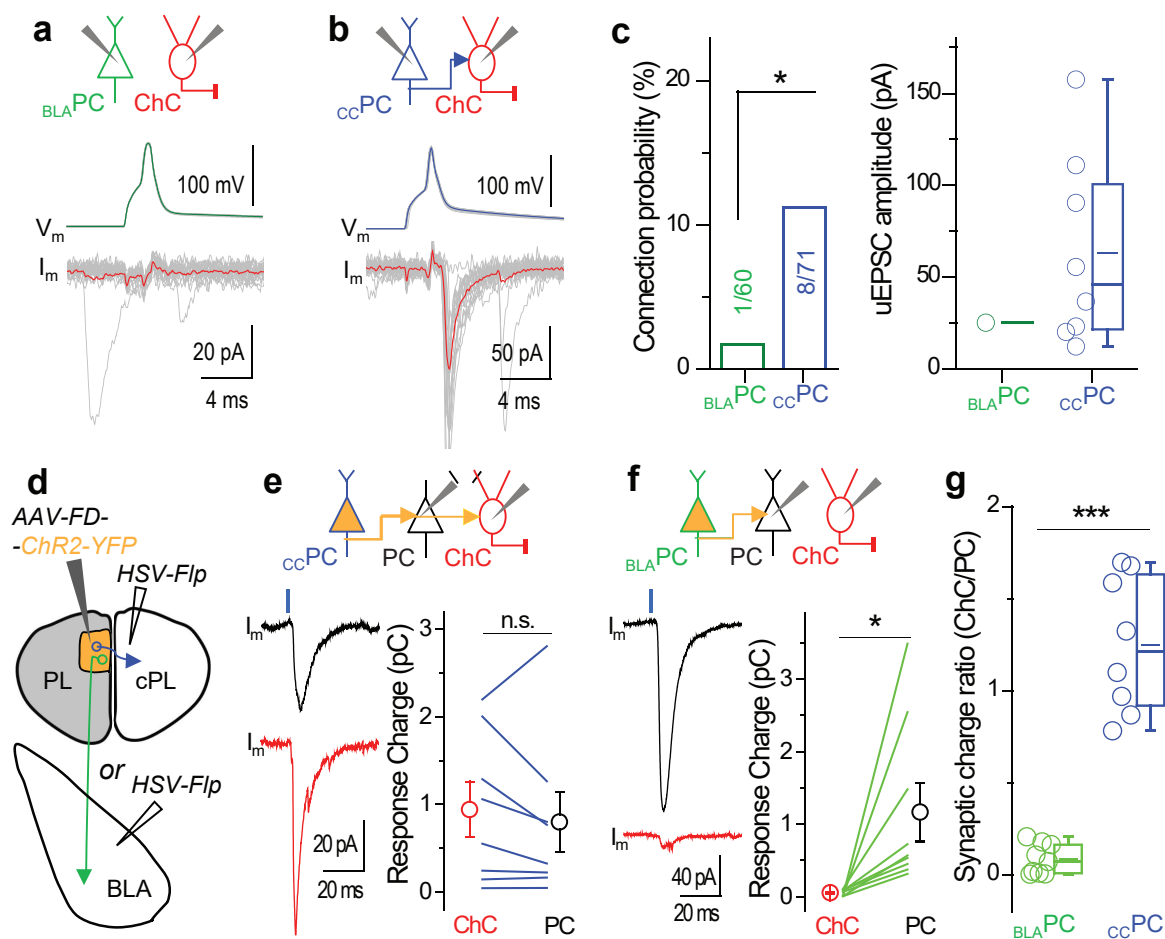 a
BLAPC ChC
100 mV
Vm
Im
20 pA
4 ms
b
CCPC ChC
100 mV
Vm
Im
50 pA
4 ms
c
Connection probability (%)
20
10
0
*
1/60
8/71
BLAPC CCPC
uEPSC amplitude (pA)
150
100
50
0
BLAPC CCPC
d
AAV-FD-
-ChR2-YFP
HSV-Flp
PL cPL
or
HSV-Flp
BLA
e
CCPC PC ChC
Im
Im
20 pA
20 ms
Response Charge (pC)
3
2
1
0
n.s.
ChC PC
f
BLAPC PC ChC
Im
Im
40 pA
20 ms
Response Charge (pC)
3
2
1
0
*
ChC PC
g
Synaptic charge ratio (ChC/PC)
2
1
0
***
BLAPC CCPC